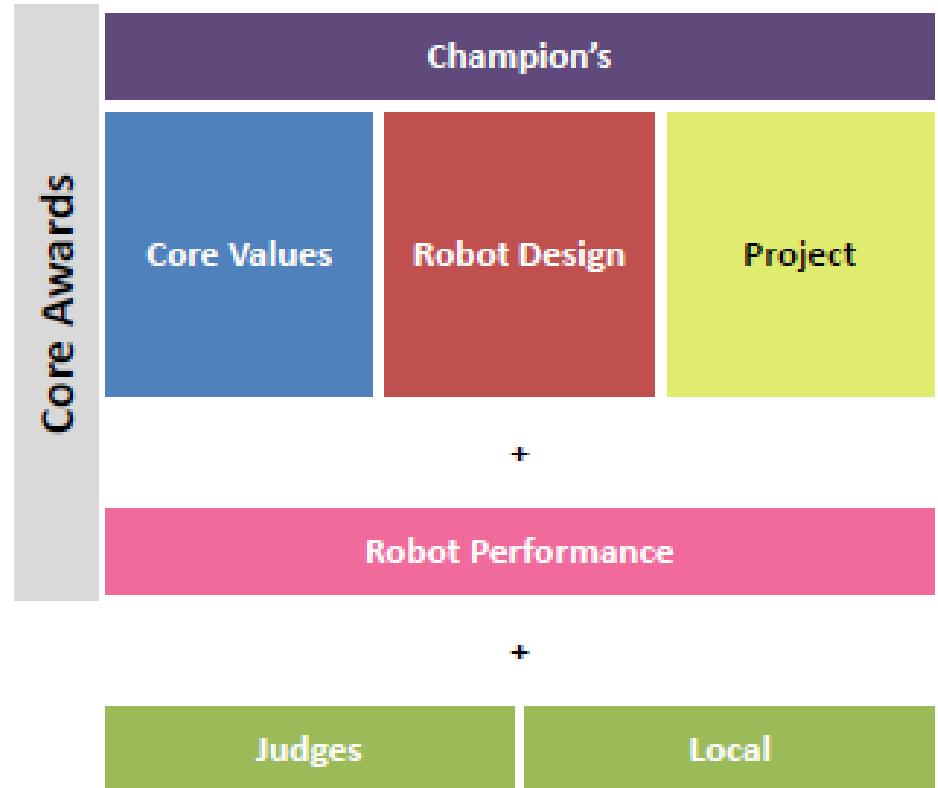 Core Awards
Champion’s
Core Values
Robot Design
Project
+
Robot Performance
+
Judges
Local